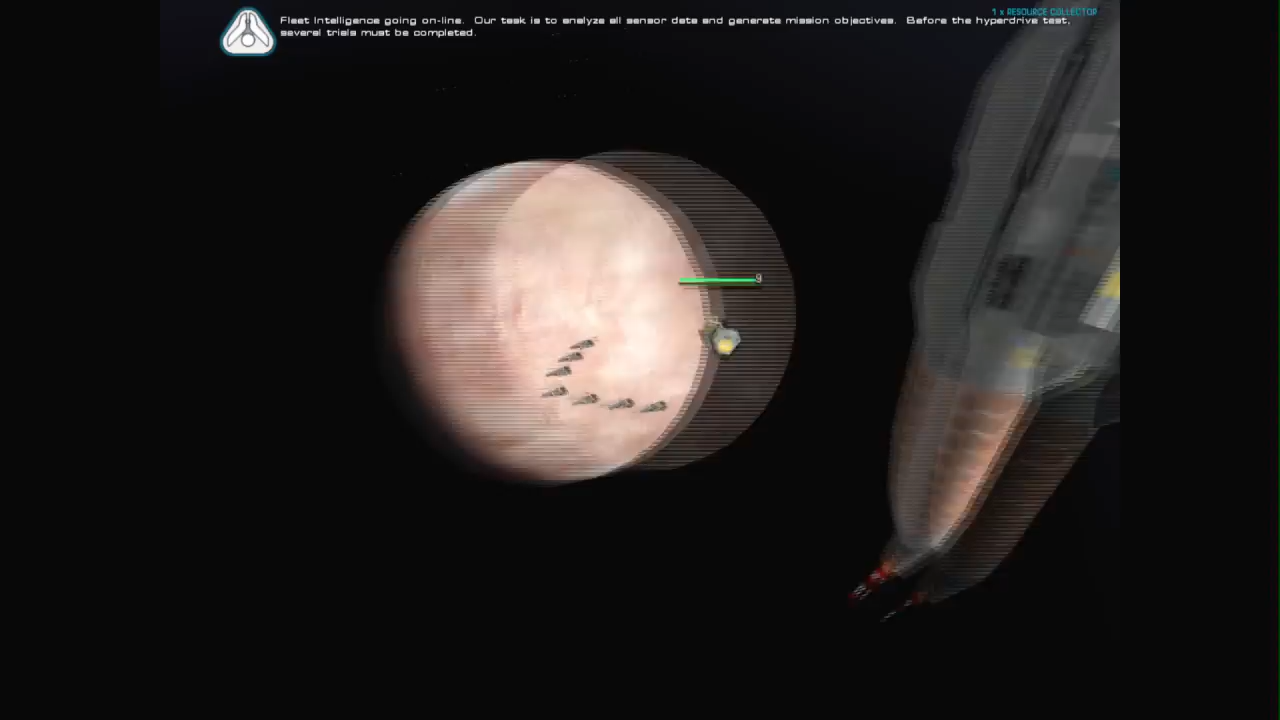 1 x RESOURCE COLLECTOR
Fleet Intelligence going on-line. Our task is to analyze all sensor data and generate mission objectives. Before the hyperdrive test,
several trials must be completed.
9